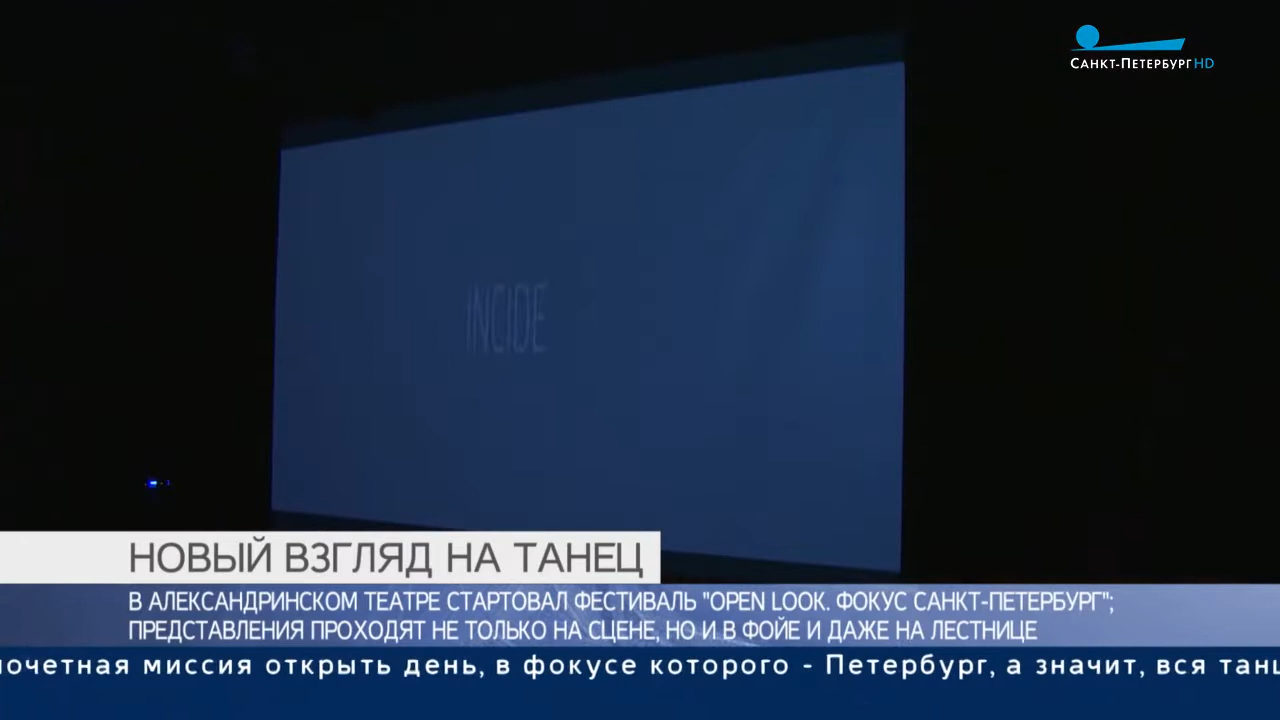 Санкт-Петербург HD
INCIDE
НОВЫЙ ВЗГЛЯД НА ТАНЕЦ
В АЛЕКСАНДРИНСКОМ ТЕАТРЕ СТАРТОВАЛ ФЕСТИВАЛЬ "OPEN LOOK. ФОКУС САНКТ-ПЕТЕРБУРГ";
ПРЕДСТАВЛЕНИЯ ПРОХОДЯТ НЕ ТОЛЬКО НА СЦЕНЕ, НО И В ФОЙЕ И ДАЖЕ НА ЛЕСТНИЦЕ
почетная миссия открыть день, в фокусе которого - Петербург, а значит, вся танц